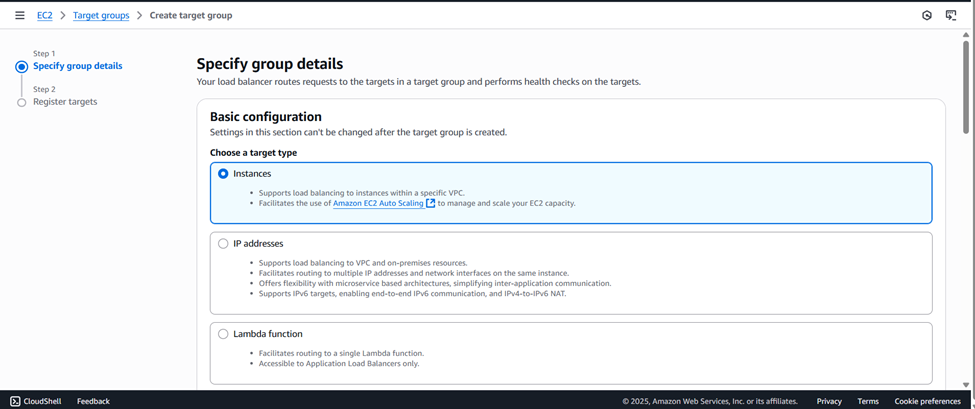 EC2 > Target groups > Create target group
Step 1
Specify group details
Step 2
Register targets
Specify group details
Your load balancer routes requests to the targets in a target group and performs health checks on the targets.
Basic configuration
Settings in this section can't be changed after the target group is created.
Choose a target type
Instances
• Supports load balancing to instances within a specific VPC.
• Facilitates the use of Amazon EC2 Auto Scaling to manage and scale your EC2 capacity.
IP addresses
• Supports load balancing to VPC and on-premises resources.
• Facilitates routing to multiple IP addresses and network interfaces on the same instance.
• Offers flexibility with microservice based architectures, simplifying inter-application communication.
• Supports IPv6 targets, enabling end-to-end IPv6 communication, and IPv4-to-IPv6 NAT.
Lambda function
• Facilitates routing to a single Lambda function.
• Accessible to Application Load Balancers only.
CloudShell Feedback © 2025, Amazon Web Services, Inc. or its affiliates. Privacy Terms Cookie preferences